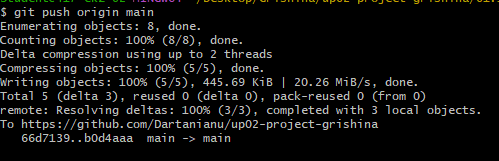 $ git push origin main
Enumerating objects: 8, done.
Counting objects: 100% (8/8), done.
Delta compression using up to 2 threads
Compressing objects: 100% (5/5), done.
Writing objects: 100% (5/5), 445.69 KiB | 20.26 MiB/s, done.
Total 5 (delta 3), reused 0 (delta 0), pack-reused 0 (from 0)
remote: Resolving deltas: 100% (3/3), completed with 3 local objects.
To https://github.com/Dartanianu/up02-project-grishina
   66d7139..b0d4aaa  main -> main